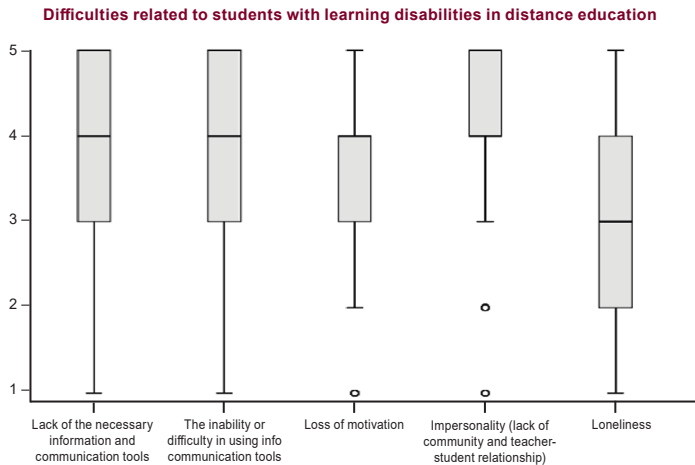 Difficulties related to students with learning disabilities in distance education
5
4
3
2
1
Lack of the necessary
information and
communication tools
The inability or
difficulty in using info
communication tools
Loss of motivation
Impersonality (lack of
community and teacher-
student relationship)
Loneliness